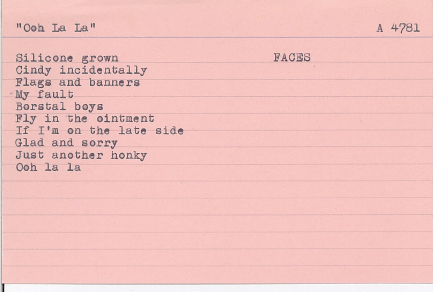 "Ooh La La" A 4781
Silicone grown FACES
Cindy incidentally
Flags and banners
My fault
Borstal boys
Fly in the ointment
If I'm on the late side
Glad and sorry
Just another honky
Ooh la la